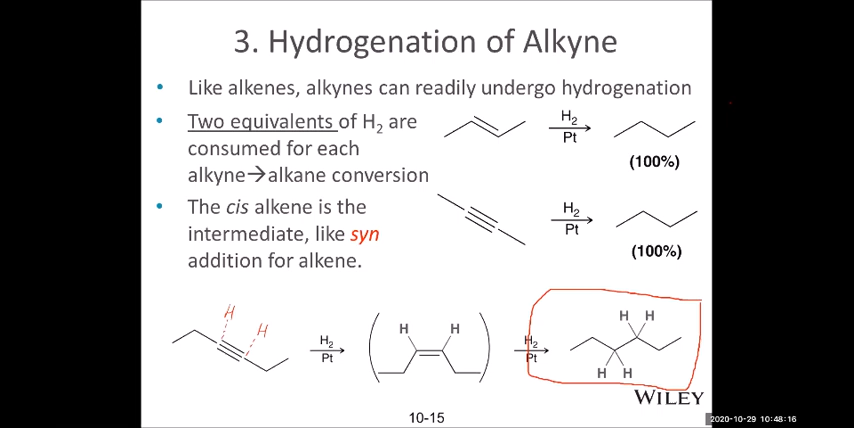 3. Hydrogenation of Alkyne
• Like alkenes, alkynes can readily undergo hydrogenation
• Two equivalents of H₂ are
consumed for each
alkyne→alkane conversion
• The cis alkene is the
intermediate, like syn
addition for alkene.
H₂
Pt
(100%)
H₂
Pt
(100%)
H
H
H₂
Pt
H H
H₂
Pt
H H
H H
WILEY
10-15
2020-10-29 10:48:16